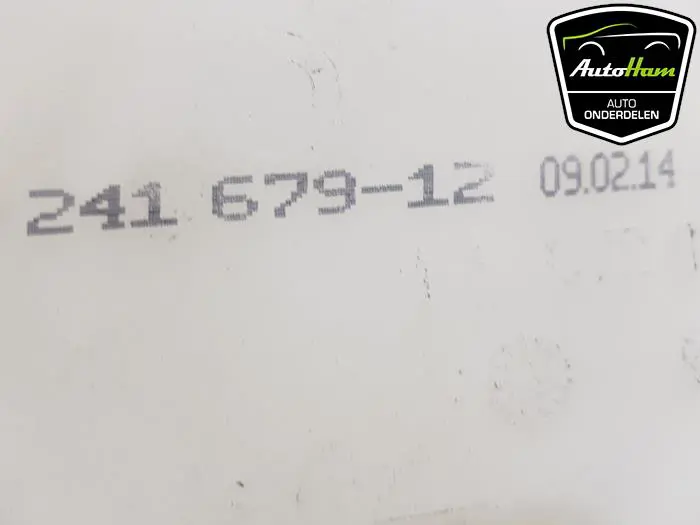 AutoHam
AUTO
ONDERDELEN
241 679-12 09.02.14